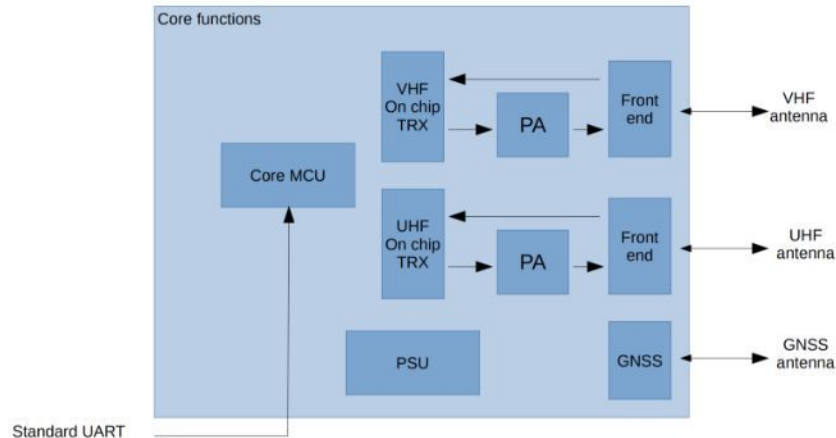 Core functions
VHF
On chip
TRX
PA
Front
end
VHF
antenna
Core MCU
UHF
On chip
TRX
PA
Front
end
UHF
antenna
PSU
GNSS
GNSS
antenna
Standard UART